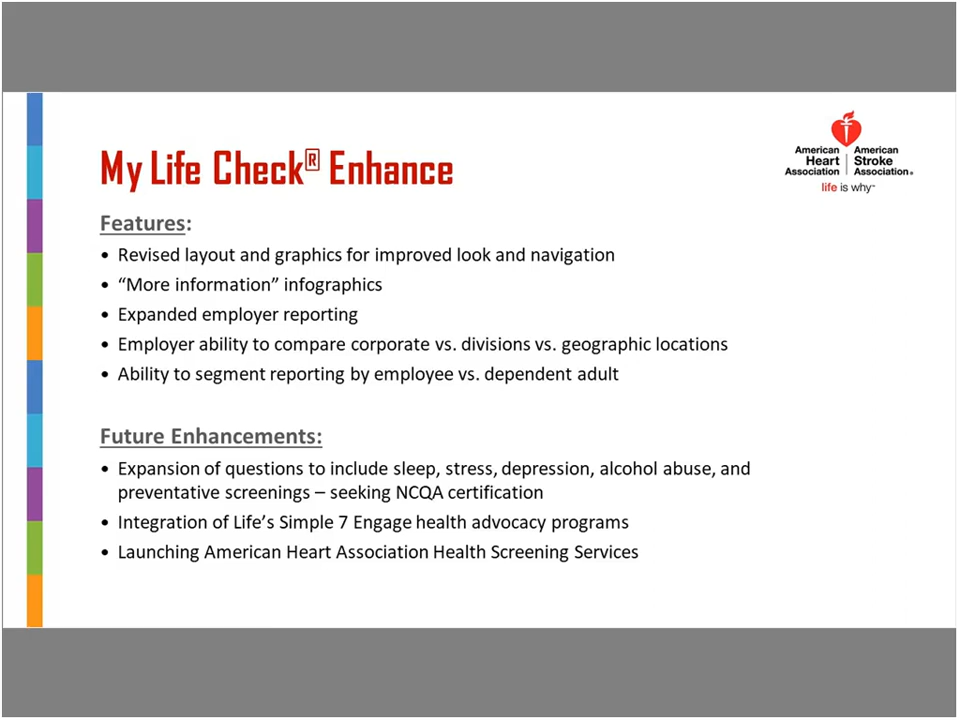 American Heart Association
American Stroke Association®
life is why™
My Life Check® Enhance
Features:
• Revised layout and graphics for improved look and navigation
• “More information” infographics
• Expanded employer reporting
• Employer ability to compare corporate vs. divisions vs. geographic locations
• Ability to segment reporting by employee vs. dependent adult
Future Enhancements:
• Expansion of questions to include sleep, stress, depression, alcohol abuse, and
preventative screenings – seeking NCQA certification
• Integration of Life’s Simple 7 Engage health advocacy programs
• Launching American Heart Association Health Screening Services